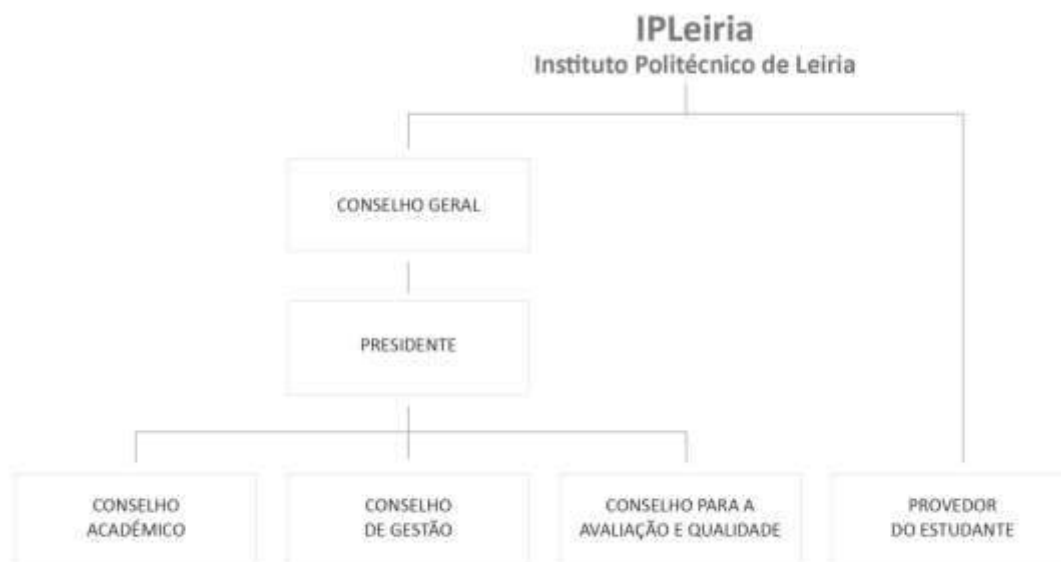 IPLeiria
Instituto Politécnico de Leiria
CONSELHO GERAL
PRESIDENTE
CONSELHO
ACADÉMICO
CONSELHO
DE GESTÃO
CONSELHO PARA A
AVALIAÇÃO E QUALIDADE
PROVEDOR
DO ESTUDANTE